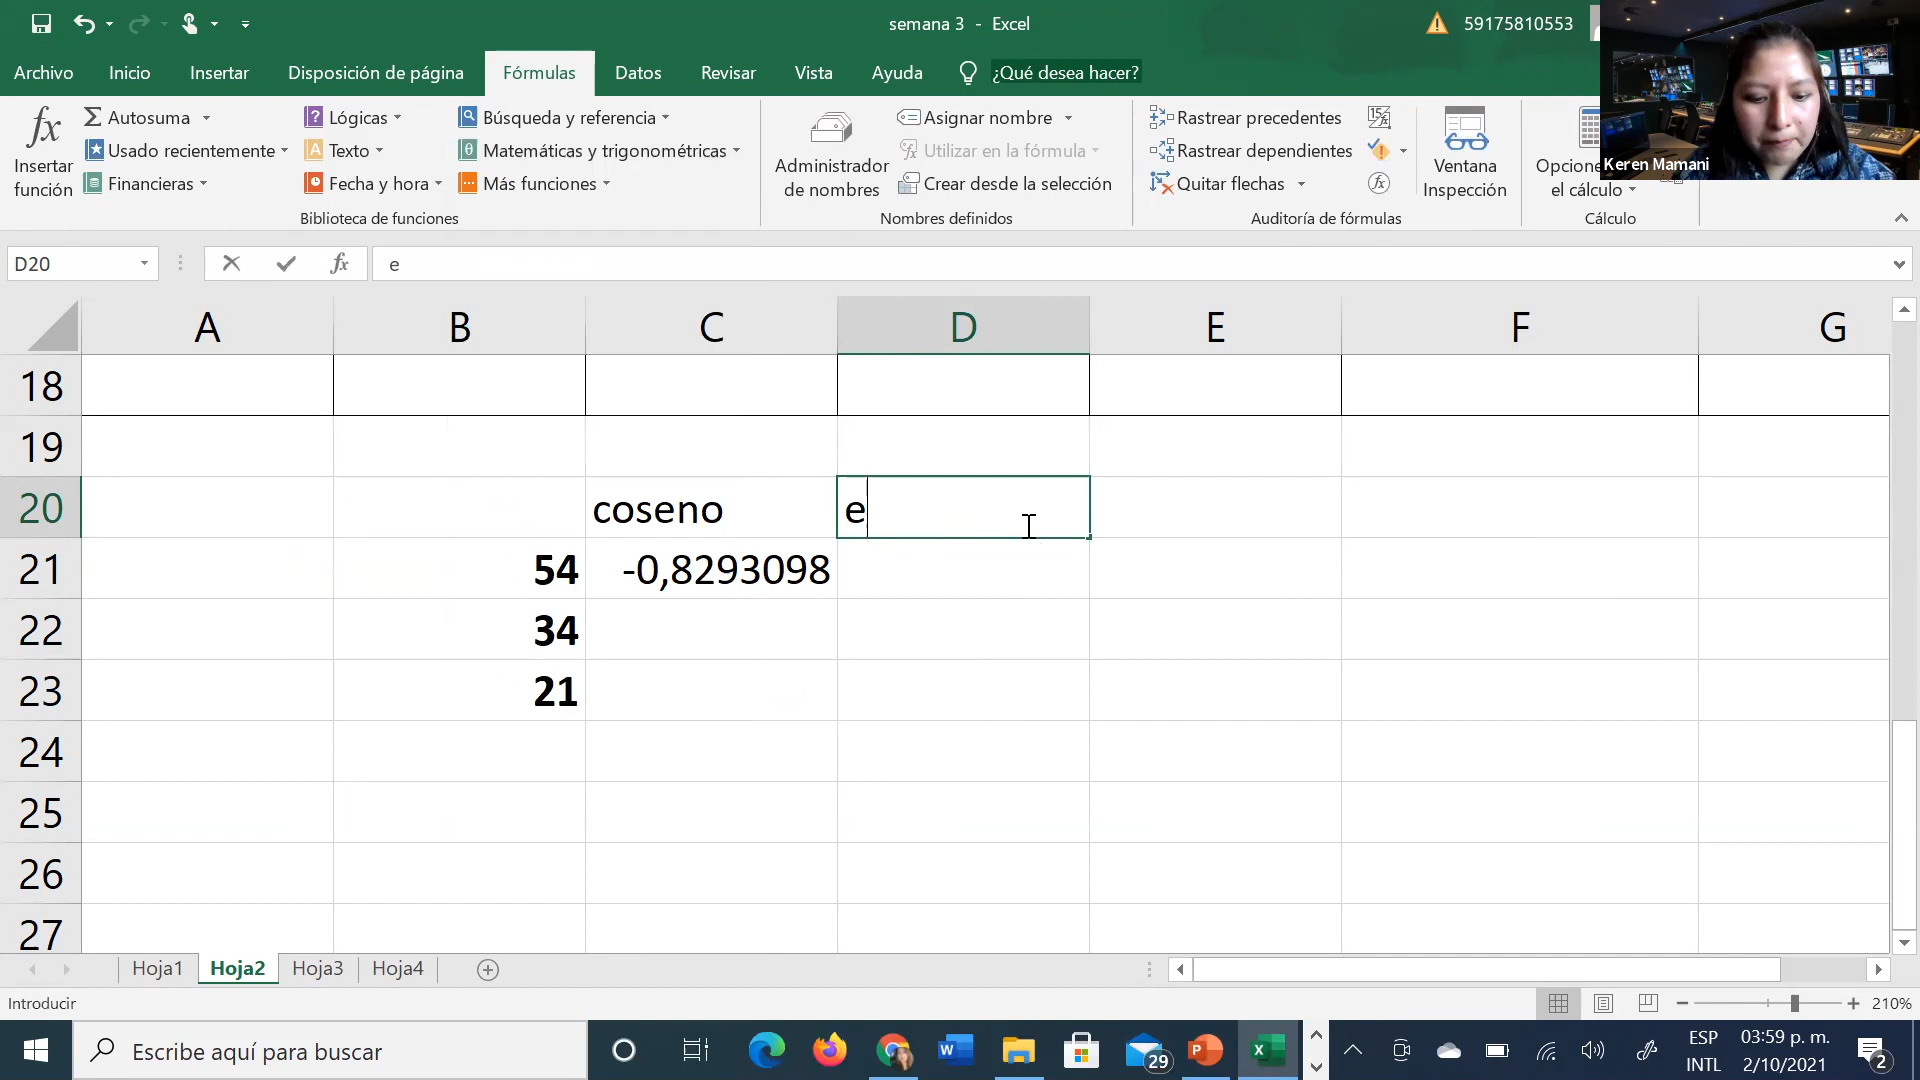 semana 3 - Excel
59175810553
Archivo Inicio Insertar Disposición de página Fórmulas Datos Revisar Vista Ayuda ¿Qué desea hacer?
fx Insertar función
Autosuma
Usado recientemente
Financieras
Lógicas
Texto
Fecha y hora
Búsqueda y referencia
Matemáticas y trigonométricas
Más funciones
Biblioteca de funciones
Administrador de nombres
Asignar nombre
Utilizar en la fórmula
Crear desde la selección
Nombres definidos
Rastrear precedentes
Rastrear dependientes
Quitar flechas
Auditoría de fórmulas
Ventana Inspección
Opcione
el cálculo
Cálculo
Keren Mamani
D20 fx e
A B C D E F G
18
19
20 coseno e
21 54 -0,8293098
22 34
23 21
24
25
26
27
Hoja1 Hoja2 Hoja3 Hoja4
Introducir
210%
Escribe aquí para buscar
29
ESP
INTL
03:59 p. m.
2/10/2021
2